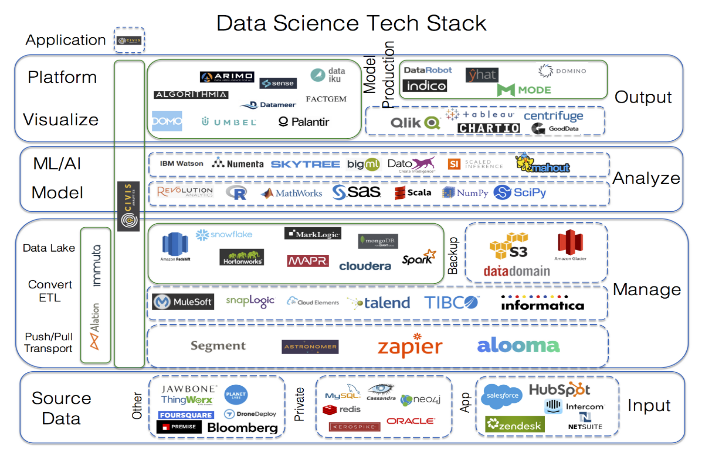 Data Science Tech Stack
Application
CIVIS
Platform
Visualize
ARIMO
sense
data
iku
ALGORITHMIA
Datameer
FACTGEM
DOMO
UMBEL
Palantir
Model
Production
DataRobot
yhat
DOMINO
indico
MODE
Qlik
+tableau
centrifuge
CHARTIO
GoodData
Output
ML/AI
Model
IBM Watson
Numenta
SKYTREE
bigml
Dato
SI SCALED INFERENCE
mahout
REVOLUTION
ANALYTICS
R
MathWorks
SAS
Scala
NumPy
SciPy
Analyze
CIVIS
Data Lake
Convert
ETL
Push/Pull
Transport
immuta
Alation
Amazon Redshift
snowflake
MarkLogic
mongoDB
Hortonworks
MAPR
cloudera
Spark
Backup
S3
Amazon Glacier
datadomain
MuleSoft
snapLogic
Cloud Elements
talend
TIBCO
informatica
Segment
ASTRONOMER
zapier
alooma
Manage
Source
Data
Other
JAWBONE
ThingWorx
PLANET
LABS
FOURSQUARE
DroneDeploy
PREMISE
Bloomberg
Private
MySQL
Cassandra
neo4j
redis
AEROSPIKE
ORACLE
App
salesforce
HubSpot
Intercom
zendesk
NETSUITE
Input